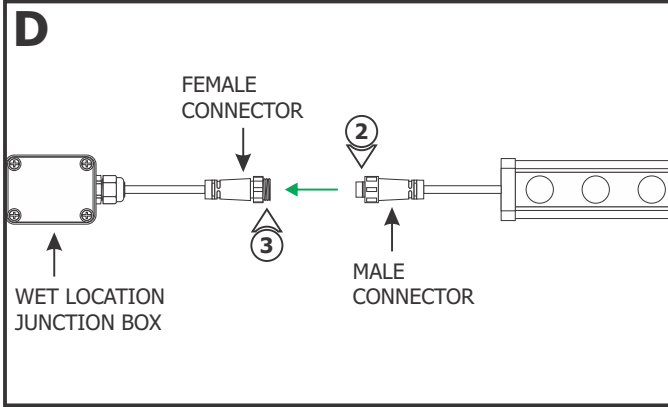 D
FEMALE
CONNECTOR
2
3
MALE
CONNECTOR
WET LOCATION
JUNCTION BOX